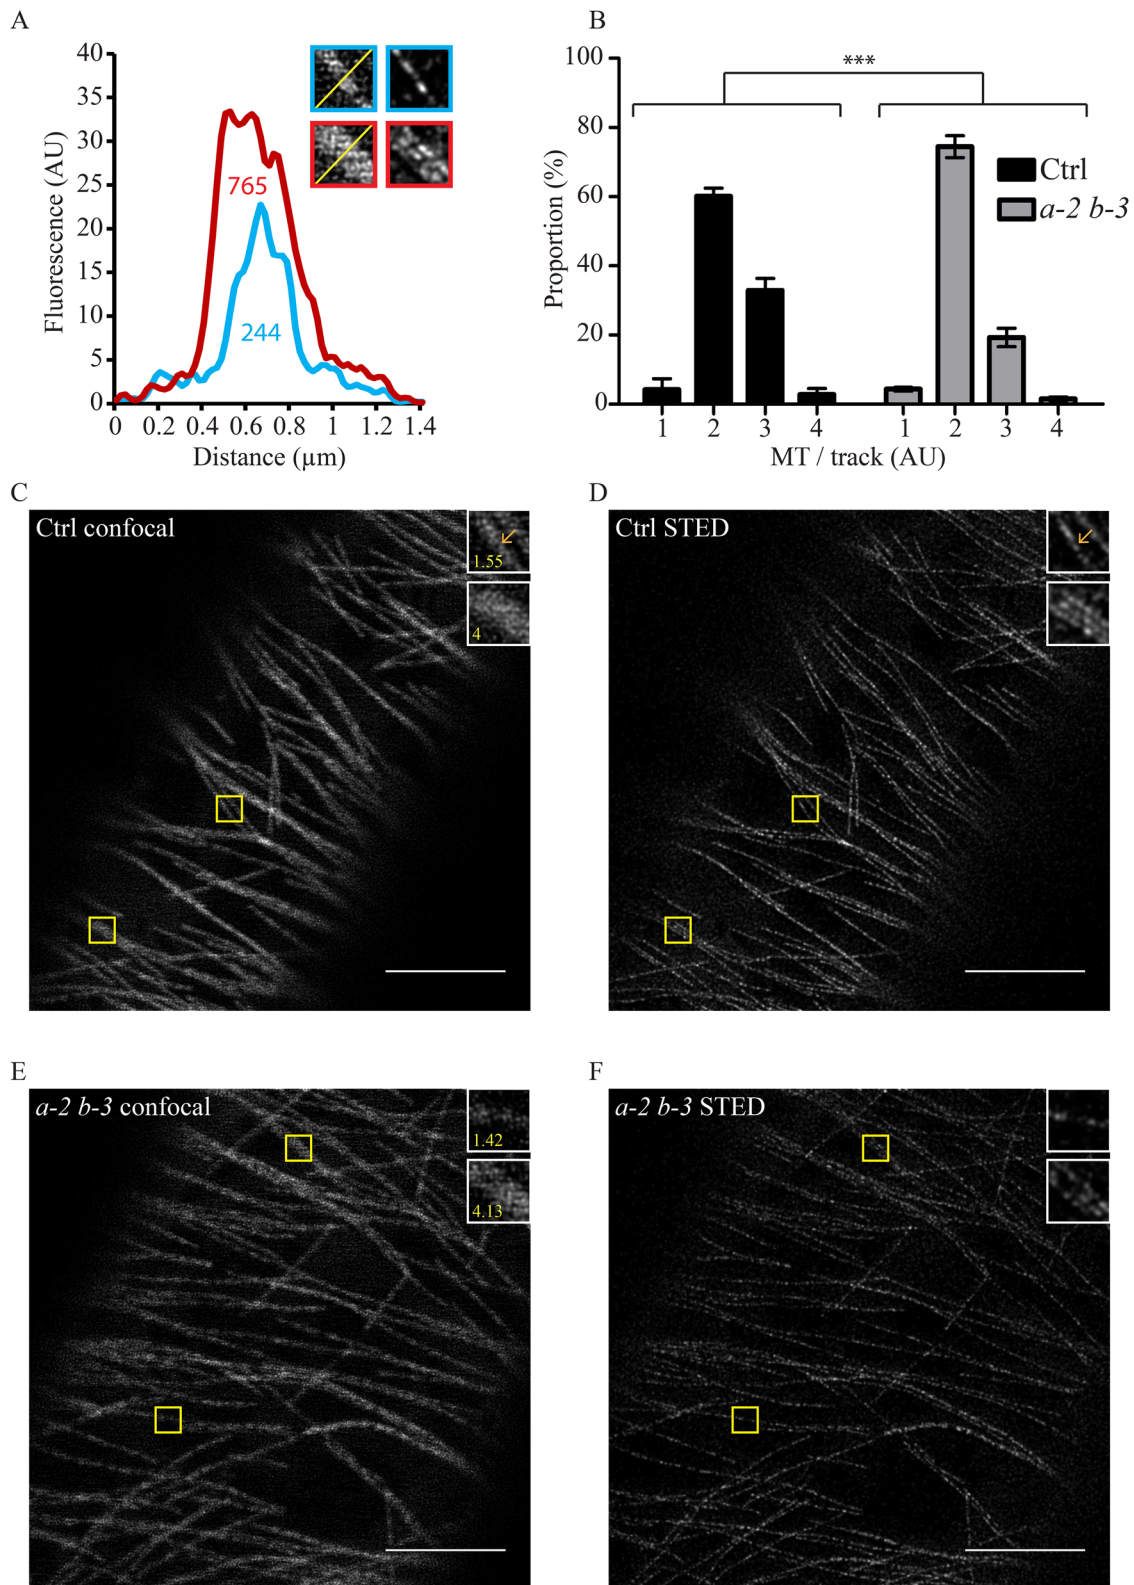 A
Fluorescence (AU)
40
35
30
25
20
15
10
5
0
765
244
0 0.2 0.4 0.6 0.8 1 1.2 1.4
Distance (µm)
B
Proportion (%)
100
80
60
40
20
0
***
Ctrl
a-2 b-3
1 2 3 4 1 2 3 4
MT / track (AU)
C
Ctrl confocal
1.55
4
D
Ctrl STED
E
a-2 b-3 confocal
1.42
4.13
F
a-2 b-3 STED